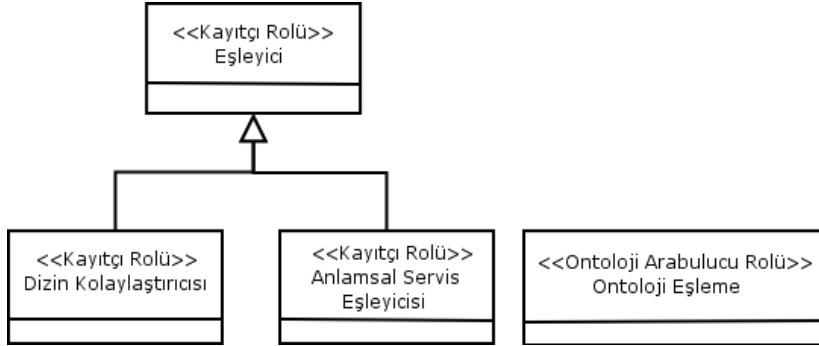 <<Kayıtçı Rolü>>
Eşleyici
<<Kayıtçı Rolü>>
Dizin Kolaylaştırıcısı
<<Kayıtçı Rolü>>
Anlamsal Servis
Eşleyicisi
<<Ontoloji Arabulucu Rolü>>
Ontoloji Eşleme